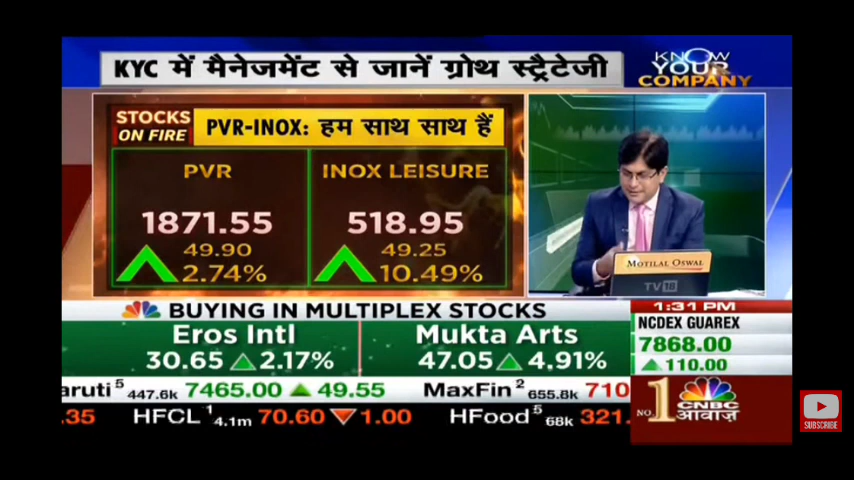 KYC में मैनेजमेंट से जानें ग्रोथ स्ट्रैटेजी
KNOW
YOUR
COMPANY
STOCKS
ON FIRE
PVR-INOX: हम साथ साथ हैं
PVR
1871.55
49.90
2.74%
INOX LEISURE
518.95
49.25
10.49%
MOTILAL OSWAL
TV18
BUYING IN MULTIPLEX STOCKS
Eros Intl
30.65 2.17%
Mukta Arts
47.05 4.91%
1:31 PM
NCDEX GUAREX
7868.00
110.00
aruti 5 447.6k 7465.00 49.55 MaxFin 2 655.8k 710
.35 HFCL 1 4.1m 70.60 1.00 HFood 5 68k 321.
NO.1 CNBC
आवाज़
SUBSCRIBE